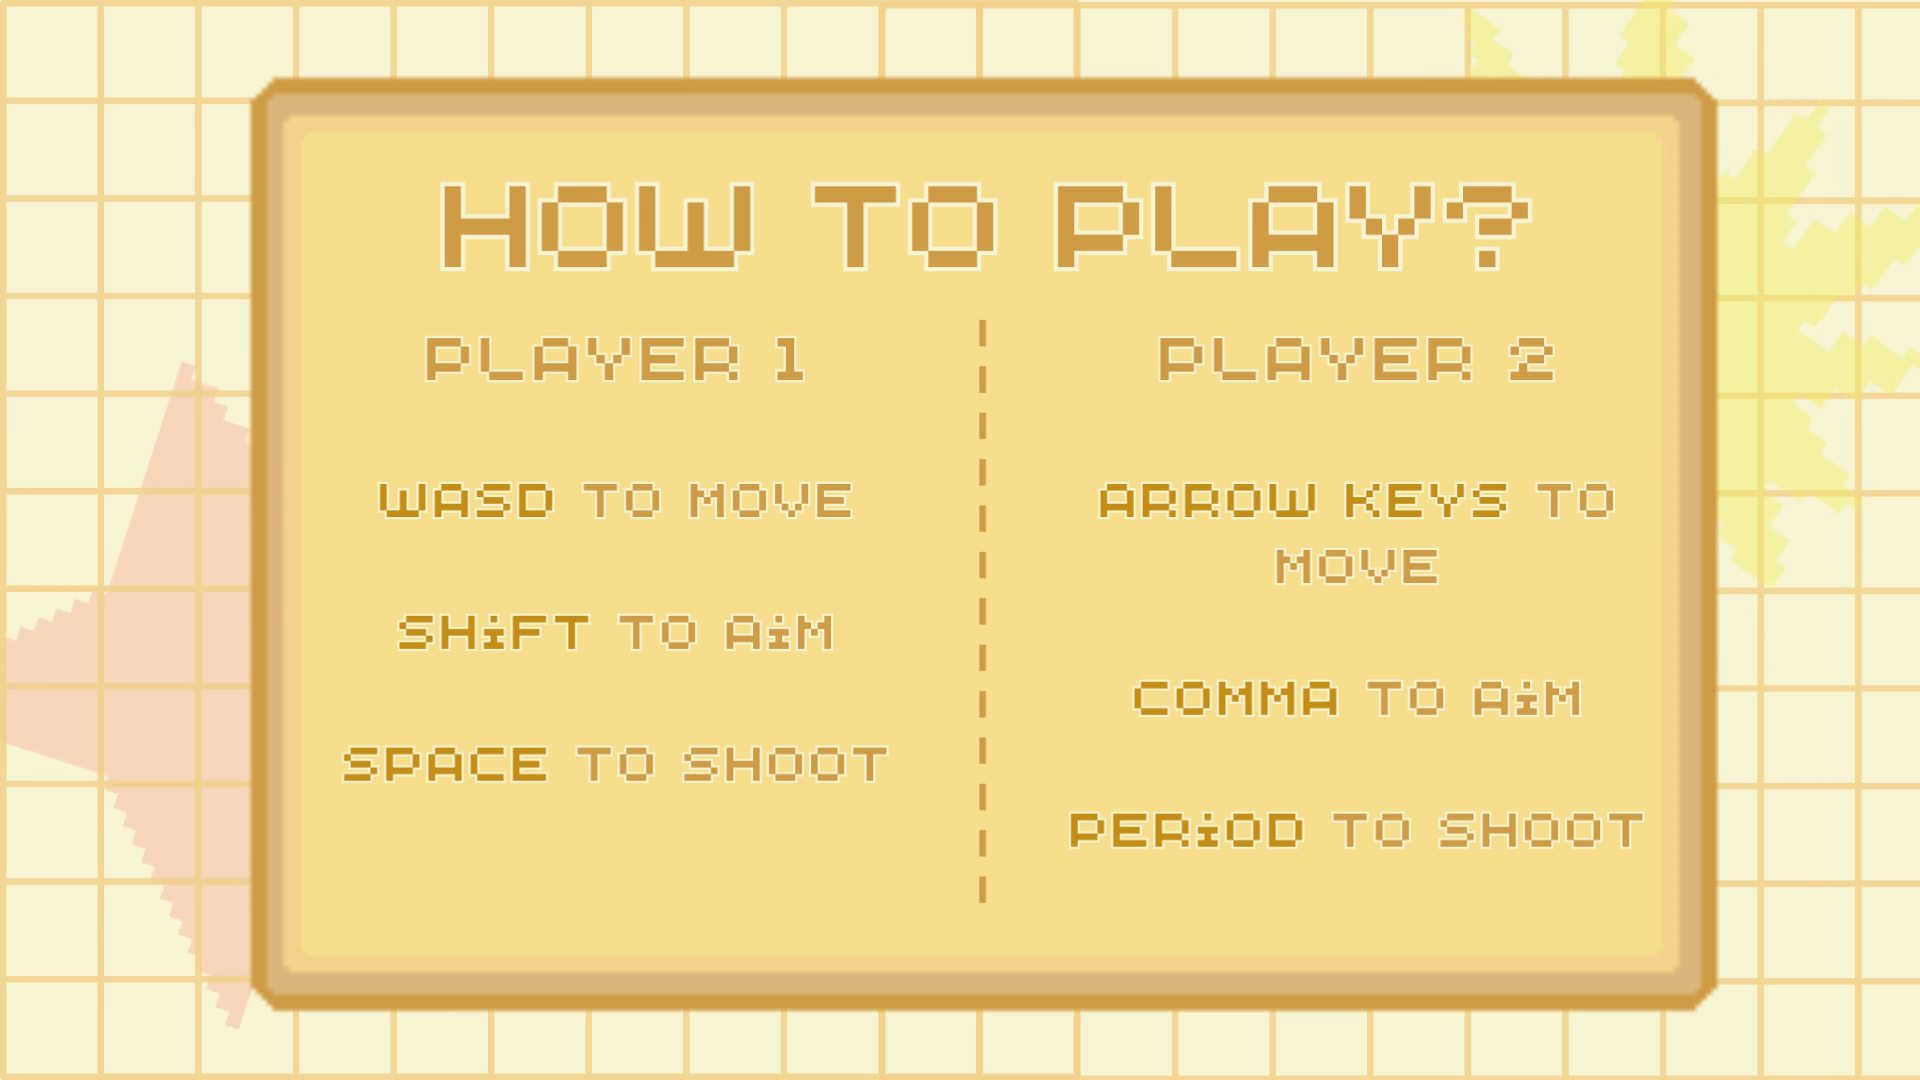 HOW TO PLAY?
PLAYER 1
WASD TO MOVE
SHiFT TO AiM
SPACE TO SHOOT
PLAYER 2
ARROW KEYS TO
MOVE
COMMA TO AiM
PERiOD TO SHOOT